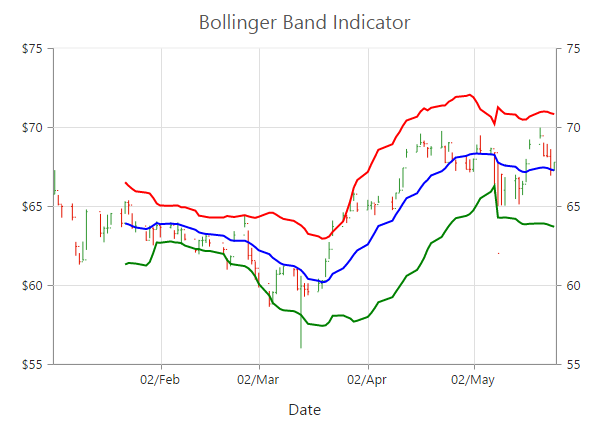 Bollinger Band Indicator
$75 75
$70 70
$65 65
$60 60
$55 55
02/Feb 02/Mar 02/Apr 02/May
Date